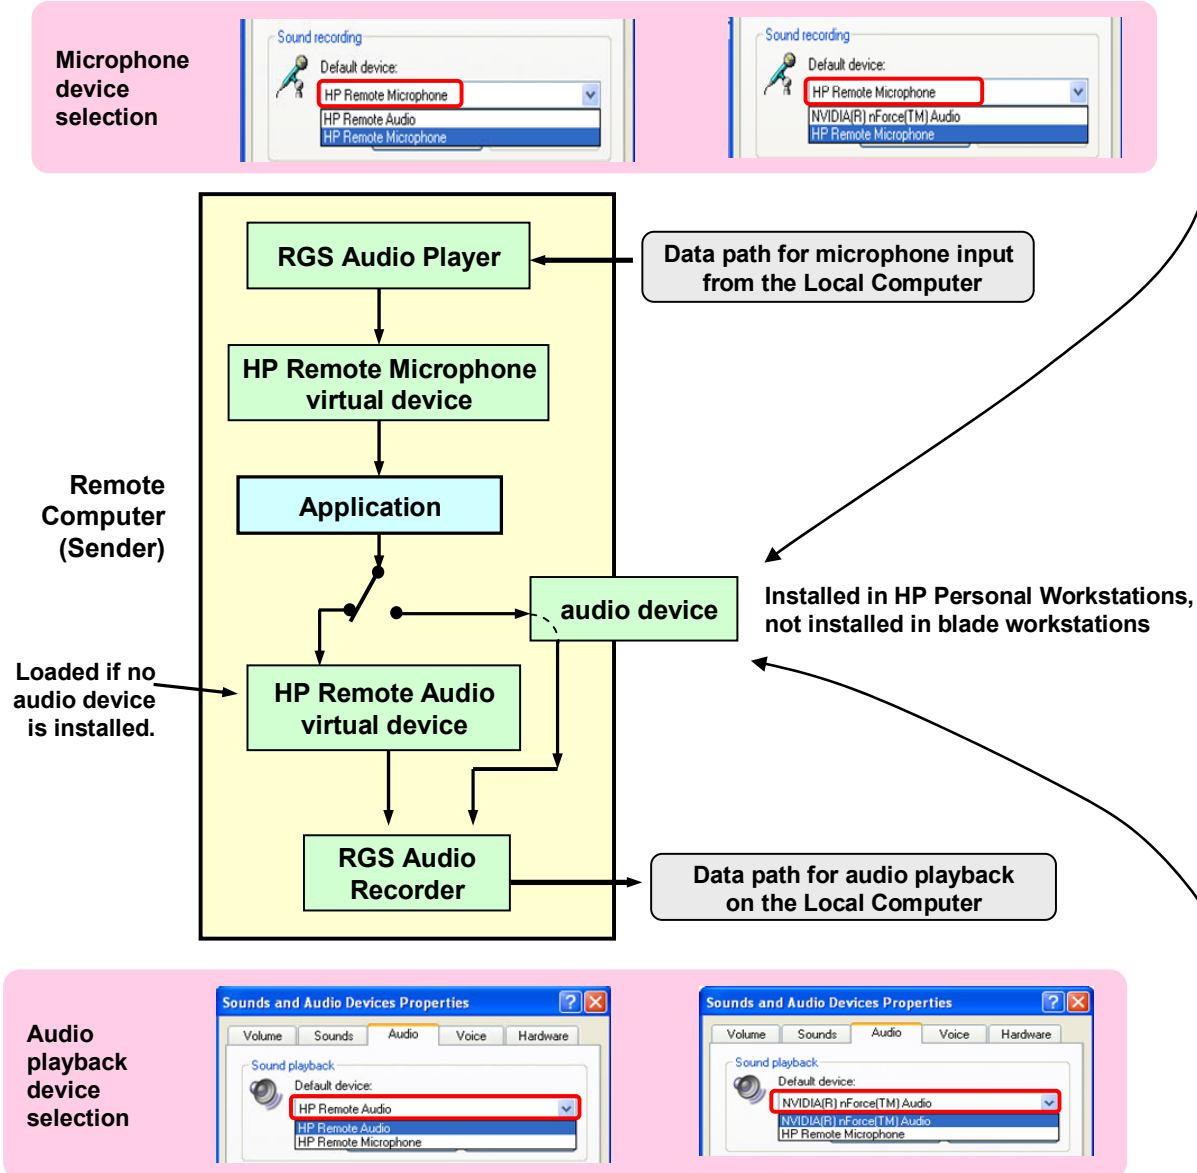 Microphone
device
selection
Sound recording
Default device:
HP Remote Microphone
HP Remote Audio
HP Remote Microphone
Sound recording
Default device:
HP Remote Microphone
NVIDIA(R) nForce(TM) Audio
HP Remote Microphone
RGS Audio Player
Data path for microphone input
from the Local Computer
HP Remote Microphone
virtual device
Remote
Computer
(Sender)
Application
audio device
Installed in HP Personal Workstations,
not installed in blade workstations
Loaded if no
audio device
is installed.
HP Remote Audio
virtual device
RGS Audio
Recorder
Data path for audio playback
on the Local Computer
Audio
playback
device
selection
Sounds and Audio Devices Properties
Volume Sounds Audio Voice Hardware
Sound playback
Default device:
HP Remote Audio
HP Remote Audio
HP Remote Microphone
Sounds and Audio Devices Properties
Volume Sounds Audio Voice Hardware
Sound playback
Default device:
NVIDIA(R) nForce(TM) Audio
NVIDIA(R) nForce(TM) Audio
HP Remote Microphone